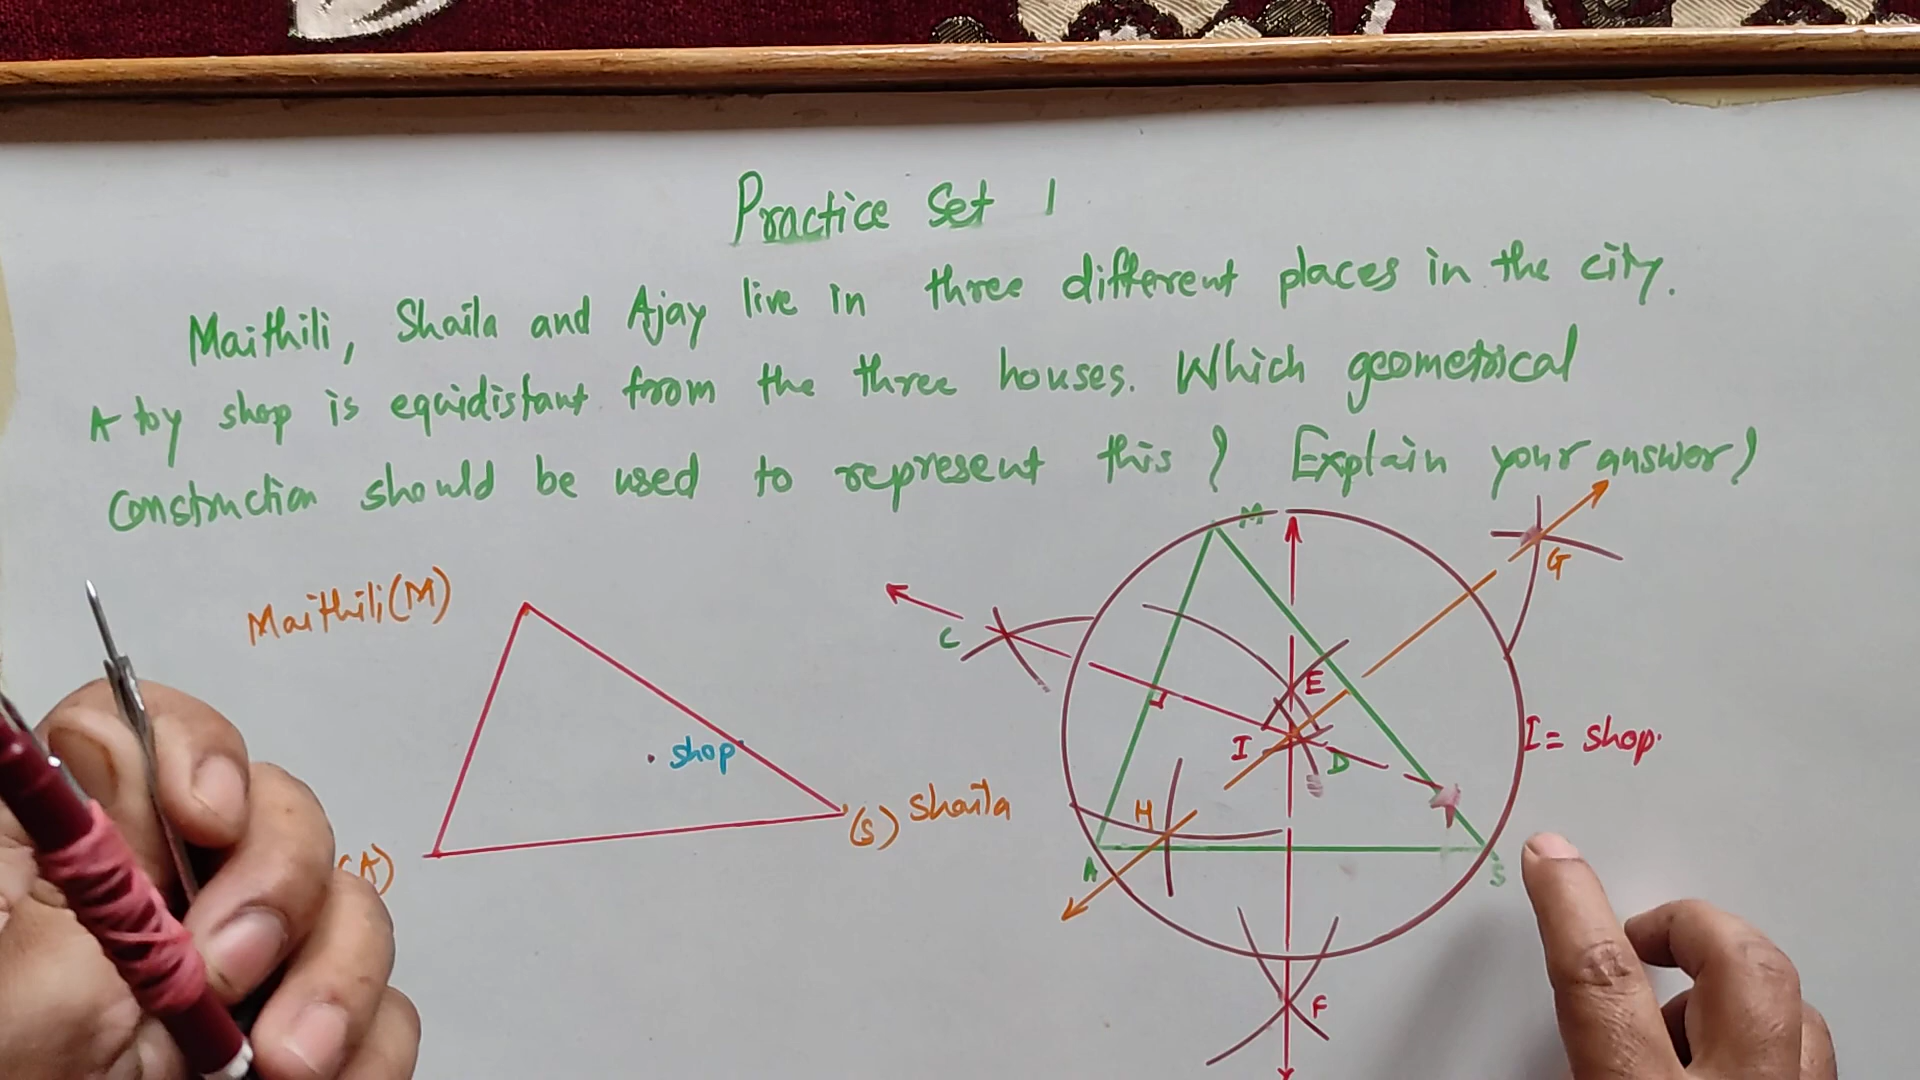 Practice Set 1
Maithili, Shaila and Ajay live in three different places in the city.
A toy shop is equidistant from the three houses. Which geometrical
construction should be used to represent this? Explain your answer?
Maithili(M)
shop
(S) Shaila
(A)
M
G
C
E
I
D
I = shop.
H
A
S
F